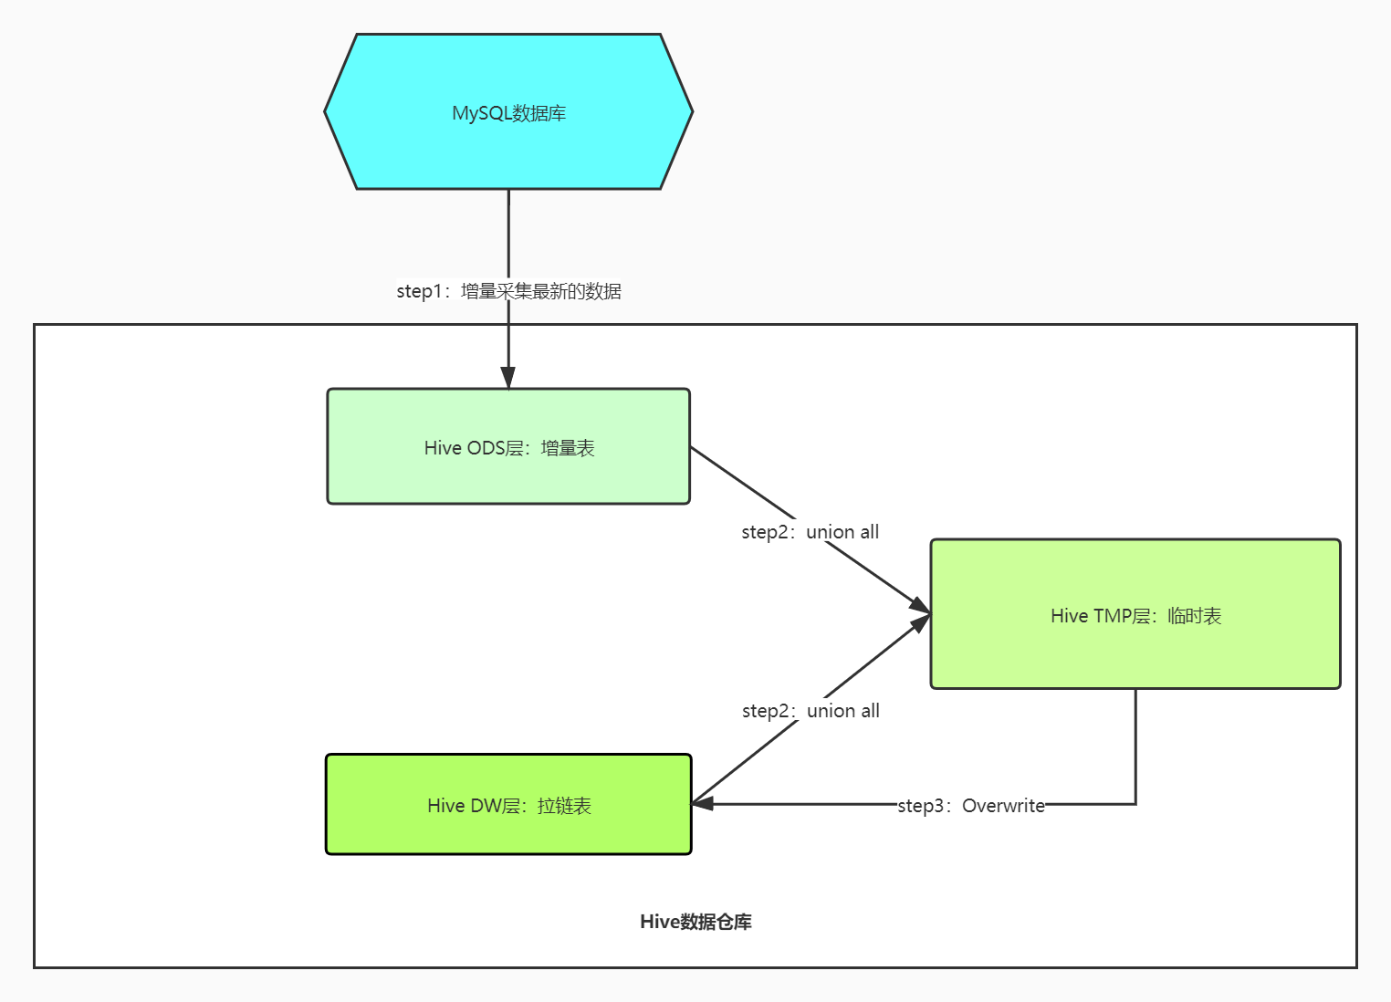 MySQL数据库
step1：增量采集最新的数据
Hive ODS层：增量表
step2：union all
Hive TMP层：临时表
step2：union all
Hive DW层：拉链表
step3：Overwrite
Hive数据仓库